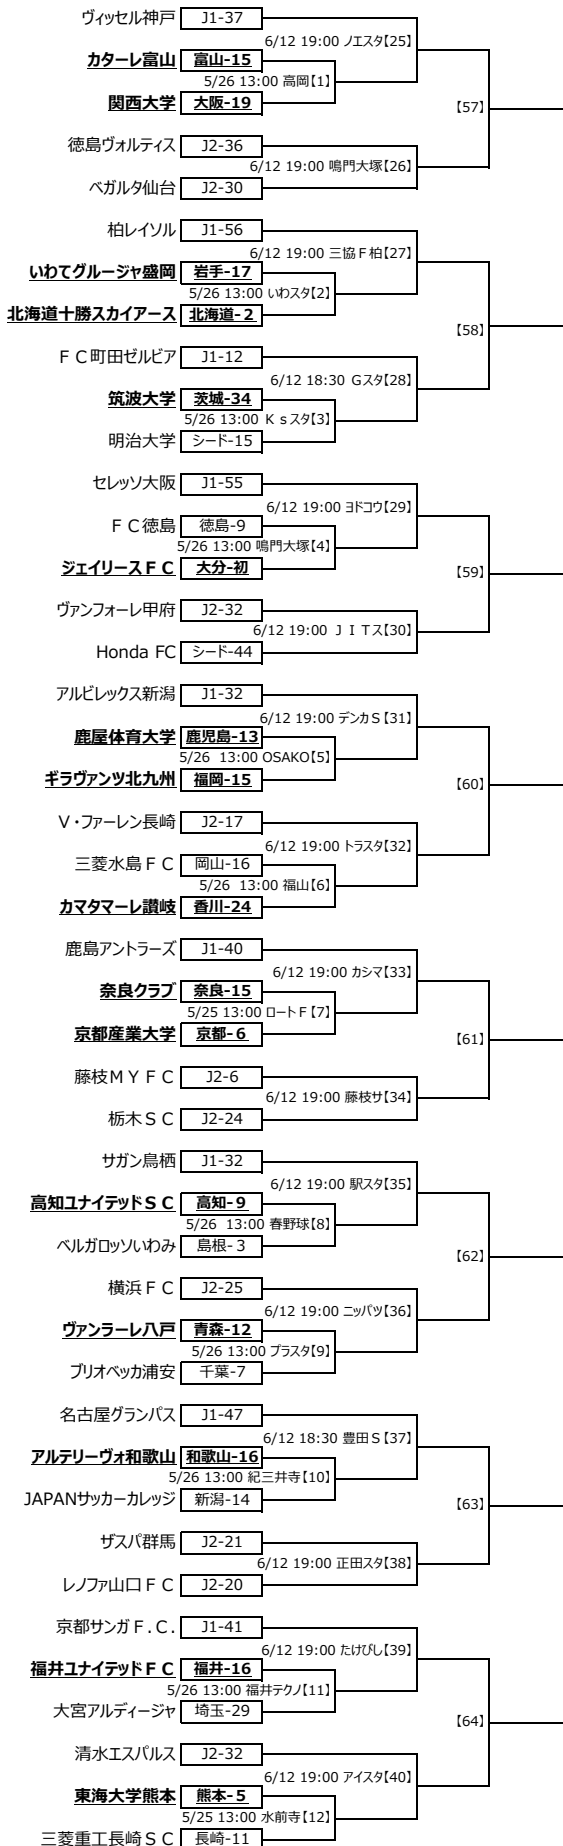 ヴィッセル神戸 J1-37
6/12 19:00 ノエスタ【25】
カターレ富山 富山-15
5/26 13:00 高岡【1】
関西大学 大阪-19
【57】
徳島ヴォルティス J2-36
6/12 19:00 鳴門大塚【26】
ベガルタ仙台 J2-30
柏レイソル J1-56
6/12 19:00 三協Ｆ柏【27】
いわてグルージャ盛岡 岩手-17
5/26 13:00 いわスタ【2】
北海道十勝スカイアース 北海道-2
【58】
ＦＣ町田ゼルビア J1-12
6/12 18:30 Ｇスタ【28】
筑波大学 茨城-34
5/26 13:00 Ｋｓスタ【3】
明治大学 シード-15
セレッソ大阪 J1-55
6/12 19:00 ヨドコウ【29】
ＦＣ徳島 徳島-9
5/26 13:00 鳴門大塚【4】
ジェイリースＦＣ 大分-初
【59】
ヴァンフォーレ甲府 J2-32
6/12 19:00 ＪＩＴス【30】
Honda FC シード-44
アルビレックス新潟 J1-32
6/12 19:00 デンカＳ【31】
鹿屋体育大学 鹿児島-13
5/26 13:00 OSAKO【5】
ギラヴァンツ北九州 福岡-15
【60】
Ｖ・ファーレン長崎 J2-17
6/12 19:00 トラスタ【32】
三菱水島ＦＣ 岡山-16
5/26 13:00 福山【6】
カマタマーレ讃岐 香川-24
鹿島アントラーズ J1-40
6/12 19:00 カシマ【33】
奈良クラブ 奈良-15
5/25 13:00 ロートＦ【7】
京都産業大学 京都-6
【61】
藤枝ＭＹＦＣ J2-6
6/12 19:00 藤枝サ【34】
栃木ＳＣ J2-24
サガン鳥栖 J1-32
6/12 19:00 駅スタ【35】
高知ユナイテッドＳＣ 高知-9
5/26 13:00 春野球【8】
ベルガロッソいわみ 島根-3
【62】
横浜ＦＣ J2-25
6/12 19:00 ニッパツ【36】
ヴァンラーレ八戸 青森-12
5/26 13:00 プラスタ【9】
ブリオベッカ浦安 千葉-7
名古屋グランパス J1-47
6/12 18:30 豊田Ｓ【37】
アルテリーヴォ和歌山 和歌山-16
5/26 13:00 紀三井寺【10】
JAPANサッカーカレッジ 新潟-14
【63】
ザスパ群馬 J2-21
6/12 19:00 正田スタ【38】
レノファ山口ＦＣ J2-20
京都サンガＦ.Ｃ. J1-41
6/12 19:00 たけびし【39】
福井ユナイテッドＦＣ 福井-16
5/26 13:00 福井テクノ【11】
大宮アルディージャ 埼玉-29
【64】
清水エスパルス J2-32
6/12 19:00 アイスタ【40】
東海大学熊本 熊本-5
5/25 13:00 水前寺【12】
三菱重工長崎ＳＣ 長崎-11